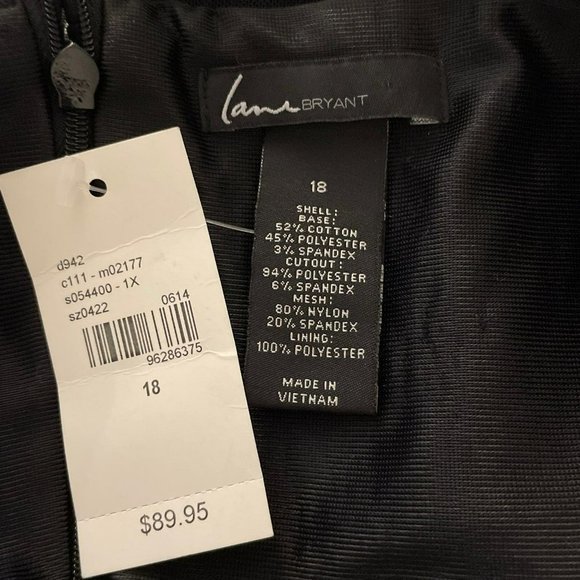 lane BRYANT
18
SHELL:
BASE:
52% COTTON
45% POLYESTER
3% SPANDEX
CUTOUT:
94% POLYESTER
6% SPANDEX
MESH:
80% NYLON
20% SPANDEX
LINING:
100% POLYESTER
MADE IN
VIETNAM
d942
c111 - m02177
s054400 - 1X
sz0422
0614
96286375
18
$89.95